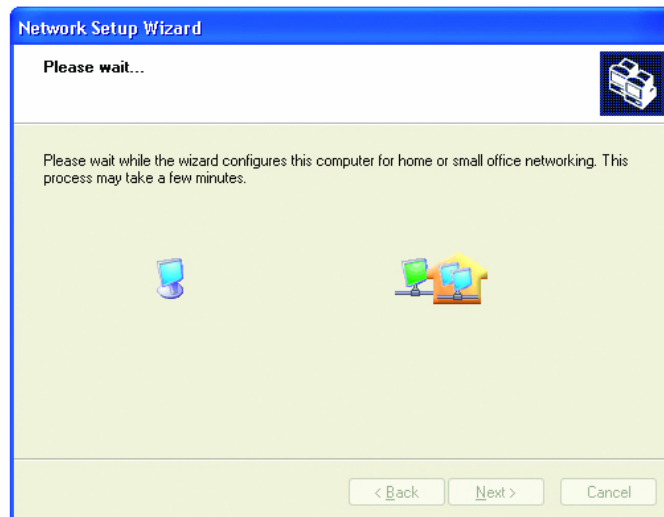 Network Setup Wizard
Please wait...
Please wait while the wizard configures this computer for home or small office networking. This
process may take a few minutes.
< Back
Next >
Cancel